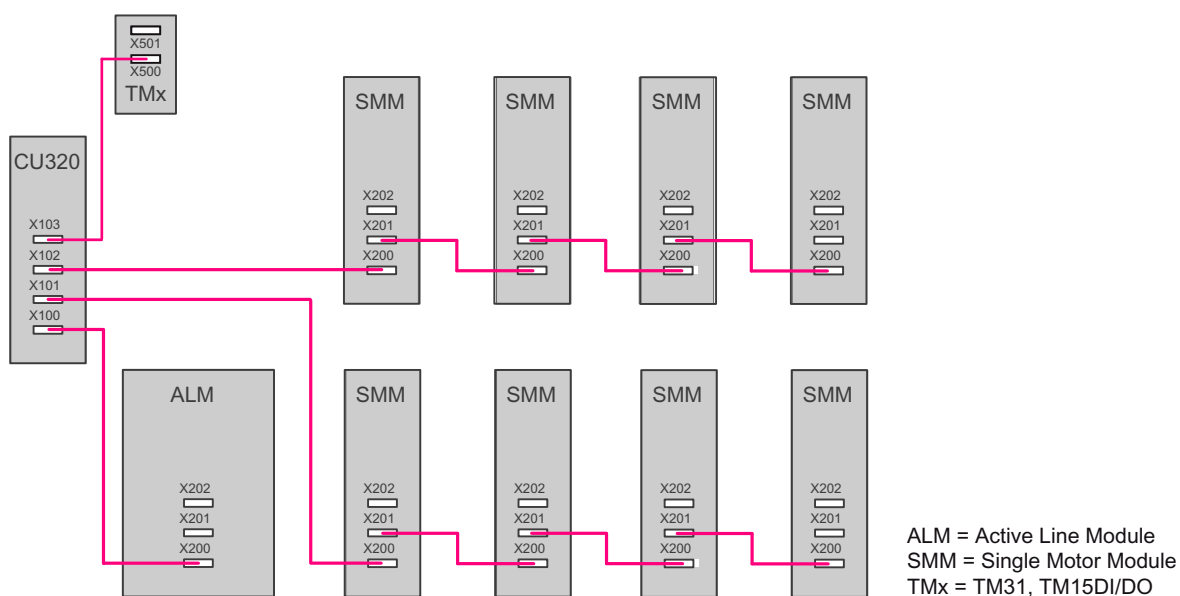 X501
X500
TMx
CU320
X103
X102
X101
X100
SMM
X202
X201
X200
SMM
X202
X201
X200
SMM
X202
X201
X200
SMM
X202
X201
X200
ALM
X202
X201
X200
SMM
X202
X201
X200
SMM
X202
X201
X200
SMM
X202
X201
X200
SMM
X202
X201
X200
ALM = Active Line Module
SMM = Single Motor Module
TMx = TM31, TM15DI/DO